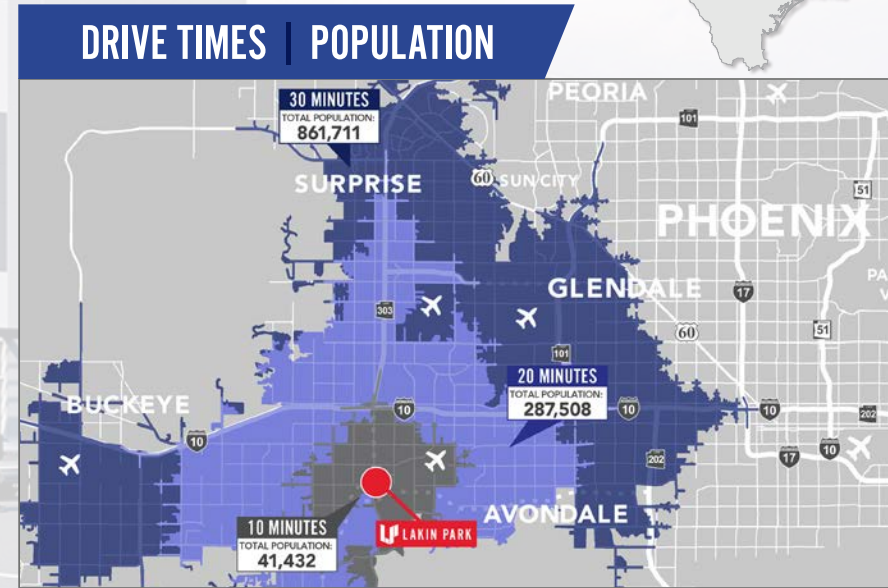 DRIVE TIMES | POPULATION
PEORIA
30 MINUTES
TOTAL POPULATION:
861,711
101
SURPRISE
60
SUN CITY
51
PHOENIX
GLENDALE
17
303
60
51
101
20 MINUTES
TOTAL POPULATION:
287,508
BUCKEYE
10
10
10
202
10
202
17
10
AVONDALE
10 MINUTES
TOTAL POPULATION:
41,432
LAKIN PARK